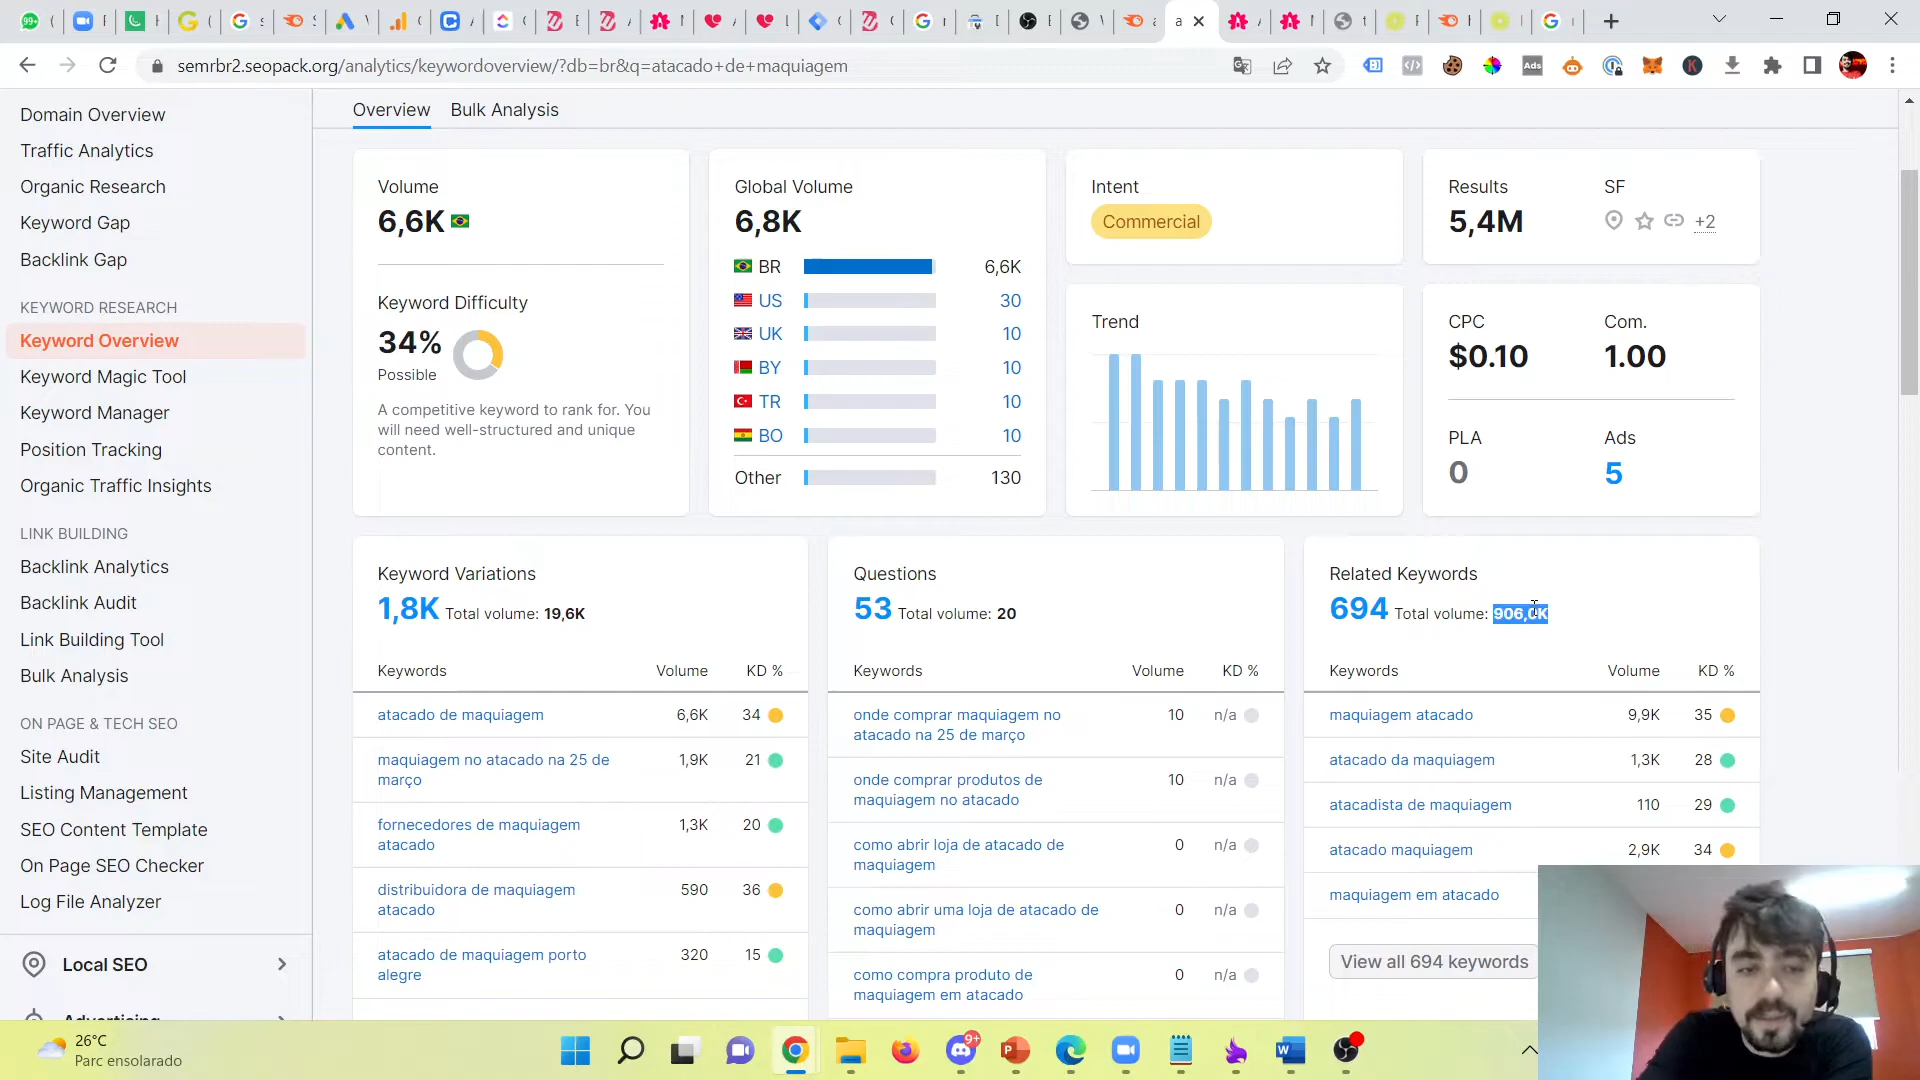 semrbr2.seopack.org/analytics/keywordoverview/?db=br&q=atacado+de+maquiagem
Domain Overview
Traffic Analytics
Organic Research
Keyword Gap
Backlink Gap
KEYWORD RESEARCH
Keyword Overview
Keyword Magic Tool
Keyword Manager
Position Tracking
Organic Traffic Insights
LINK BUILDING
Backlink Analytics
Backlink Audit
Link Building Tool
Bulk Analysis
ON PAGE & TECH SEO
Site Audit
Listing Management
SEO Content Template
On Page SEO Checker
Log File Analyzer
Local SEO
Advertising
Overview Bulk Analysis
Volume
6,6K
Keyword Difficulty
34%
Possible
A competitive keyword to rank for. You
will need well-structured and unique
content.
Global Volume
6,8K
BR 6,6K
US 30
UK 10
BY 10
TR 10
BO 10
Other 130
Intent
Commercial
Trend
Results SF
5,4M +2
CPC Com.
$0.10 1.00
PLA Ads
0 5
Keyword Variations
1,8K Total volume: 19,6K
Keywords Volume KD %
atacado de maquiagem 6,6K 34
maquiagem no atacado na 25 de 1,9K 21
março
fornecedores de maquiagem 1,3K 20
atacado
distribuidora de maquiagem 590 36
atacado
atacado de maquiagem porto 320 15
alegre
Questions
53 Total volume: 20
Keywords Volume KD %
onde comprar maquiagem no 10 n/a
atacado na 25 de março
onde comprar produtos de 10 n/a
maquiagem no atacado
como abrir loja de atacado de 0 n/a
maquiagem
como abrir uma loja de atacado de 0 n/a
maquiagem
como compra produto de 0 n/a
maquiagem em atacado
Related Keywords
694 Total volume: 906,0K
Keywords Volume KD %
maquiagem atacado 9,9K 35
atacado da maquiagem 1,3K 28
atacadista de maquiagem 110 29
atacado maquiagem 2,9K 34
maquiagem em atacado
View all 694 keywords
26°C
Parc ensolarado
9+
99+
Ads